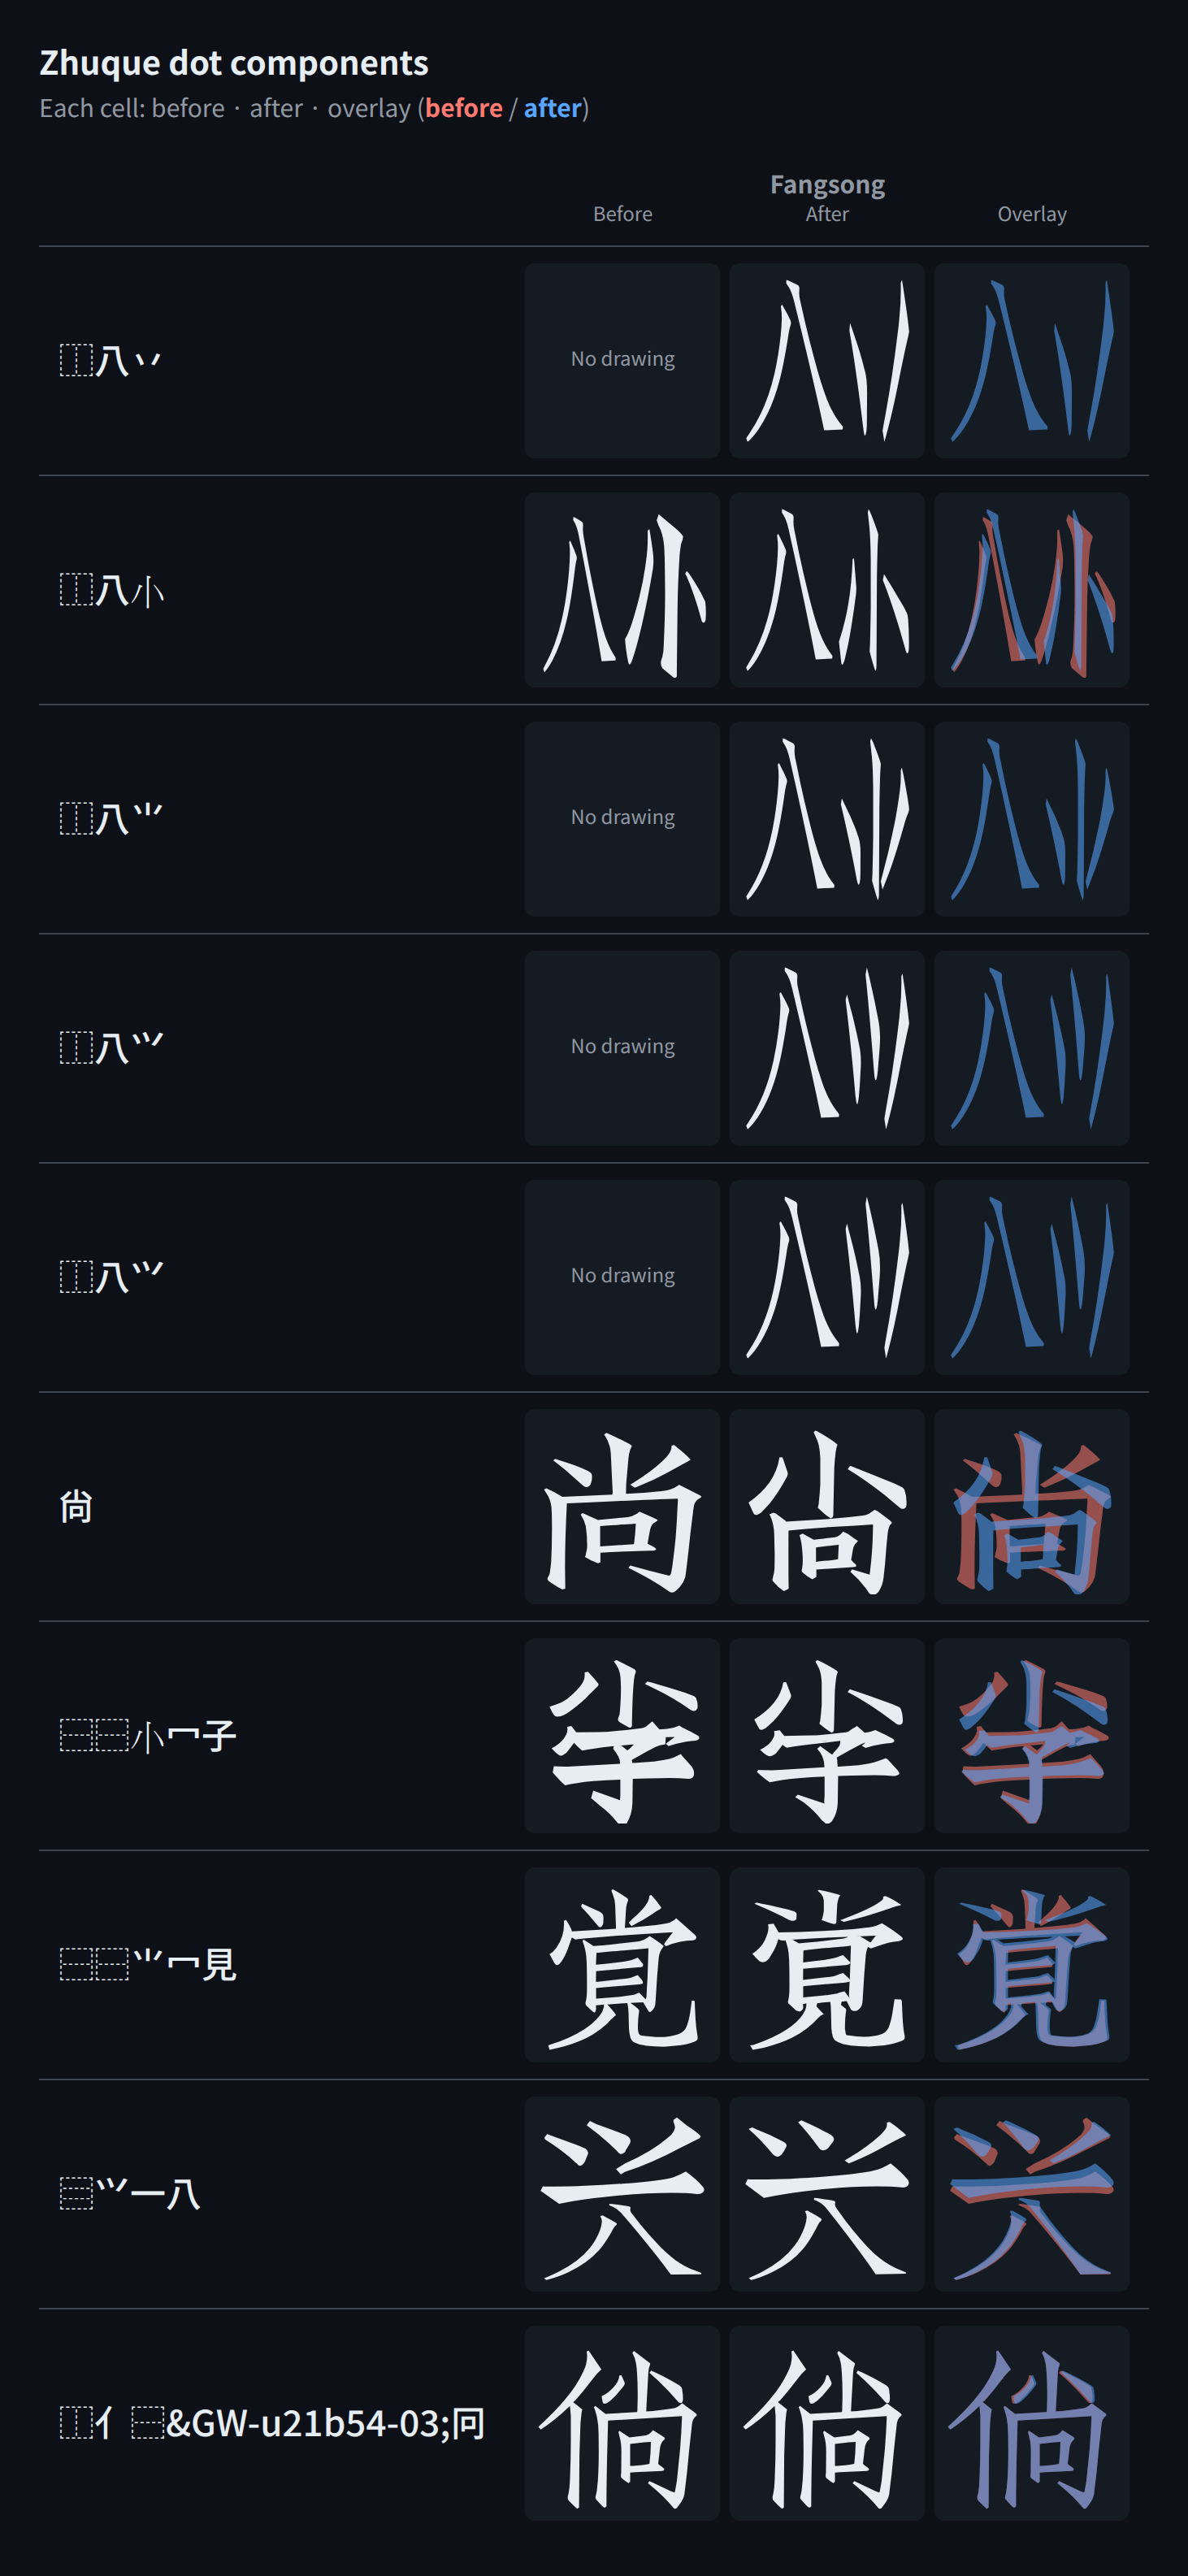 Zhuque dot components
Each cell: before · after · overlay (before / after)
Fangsong
Before After Overlay
⿰八丷 No drawing
⿰八⺌
⿰八⺌ No drawing
⿰八⺍ No drawing
⿰八⺍ No drawing
尙
⿱⿱⺌冖子
⿱⿱⺌冖見
⿳⺍一八
⿰亻⿱&GW-u21b54-03;冋